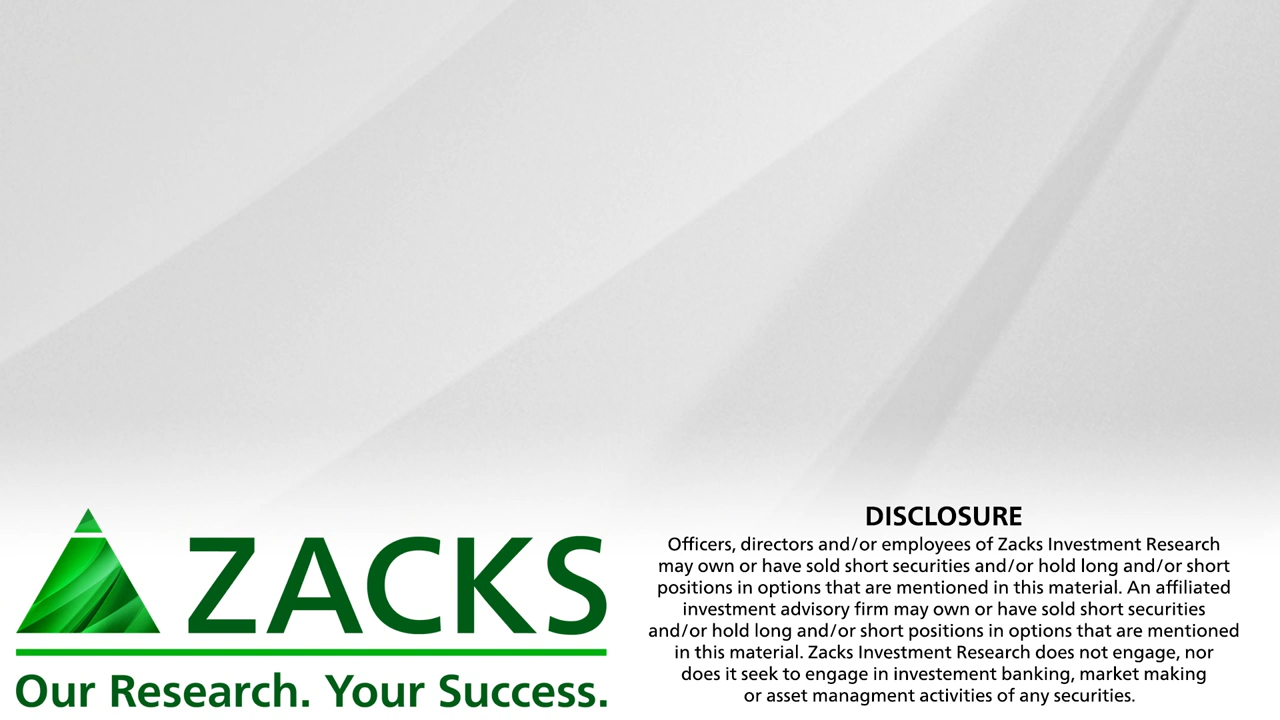 ZACKS
Our Research. Your Success.
DISCLOSURE
Officers, directors and/or employees of Zacks Investment Research
may own or have sold short securities and/or hold long and/or short
positions in options that are mentioned in this material. An affiliated
investment advisory firm may own or have sold short securities
and/or hold long and/or short positions in options that are mentioned
in this material. Zacks Investment Research does not engage, nor
does it seek to engage in investement banking, market making
or asset managment activities of any securities.